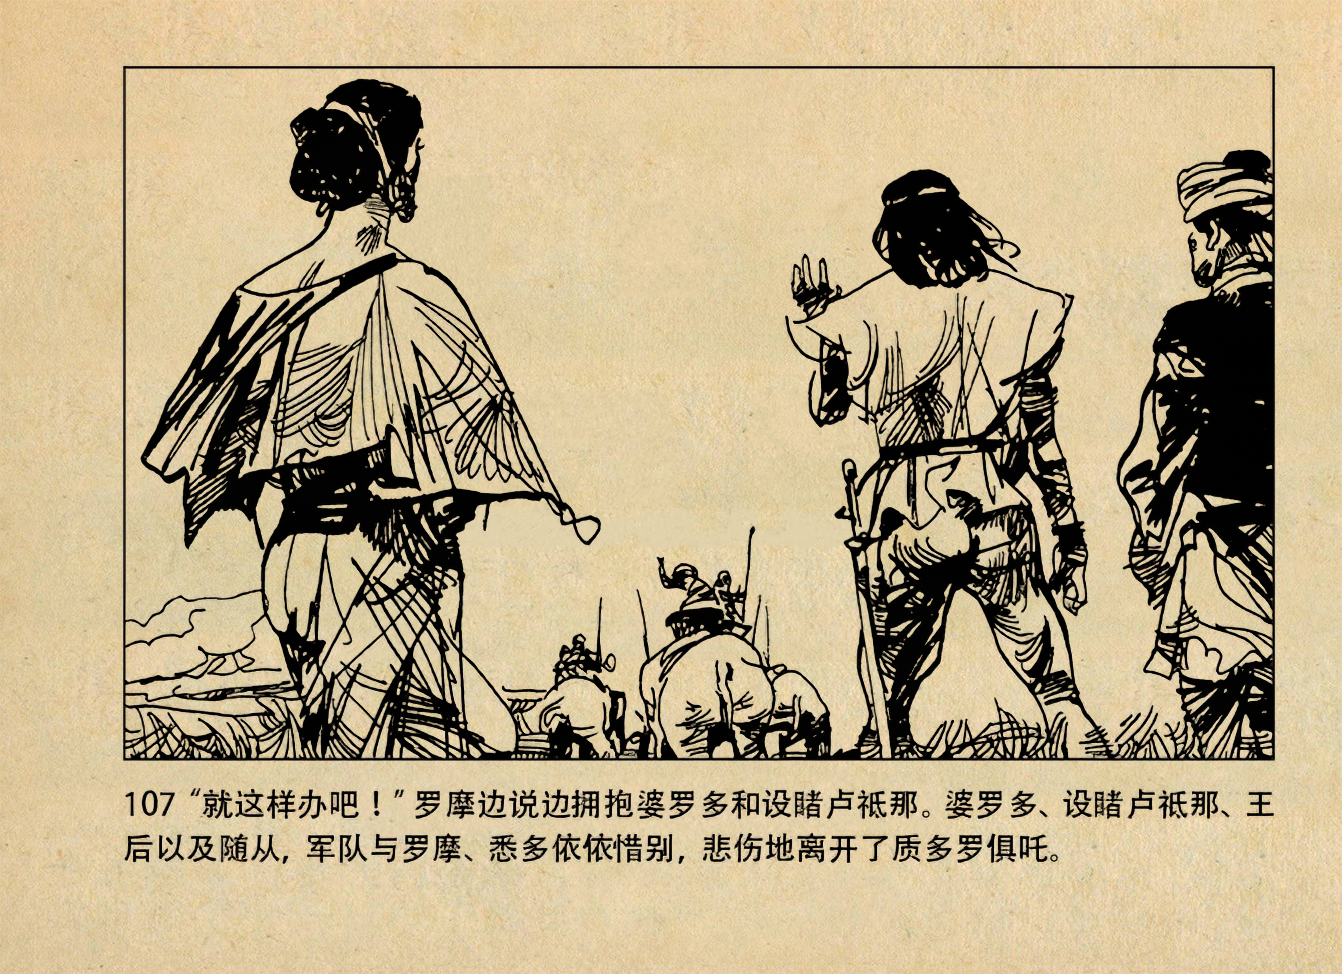 107 “就这样办吧！”罗摩边说边拥抱婆罗多和设睹卢祗那。婆罗多、设睹卢祗那、王
后以及随从，军队与罗摩、悉多依依惜别，悲伤地离开了质多罗俱吒。